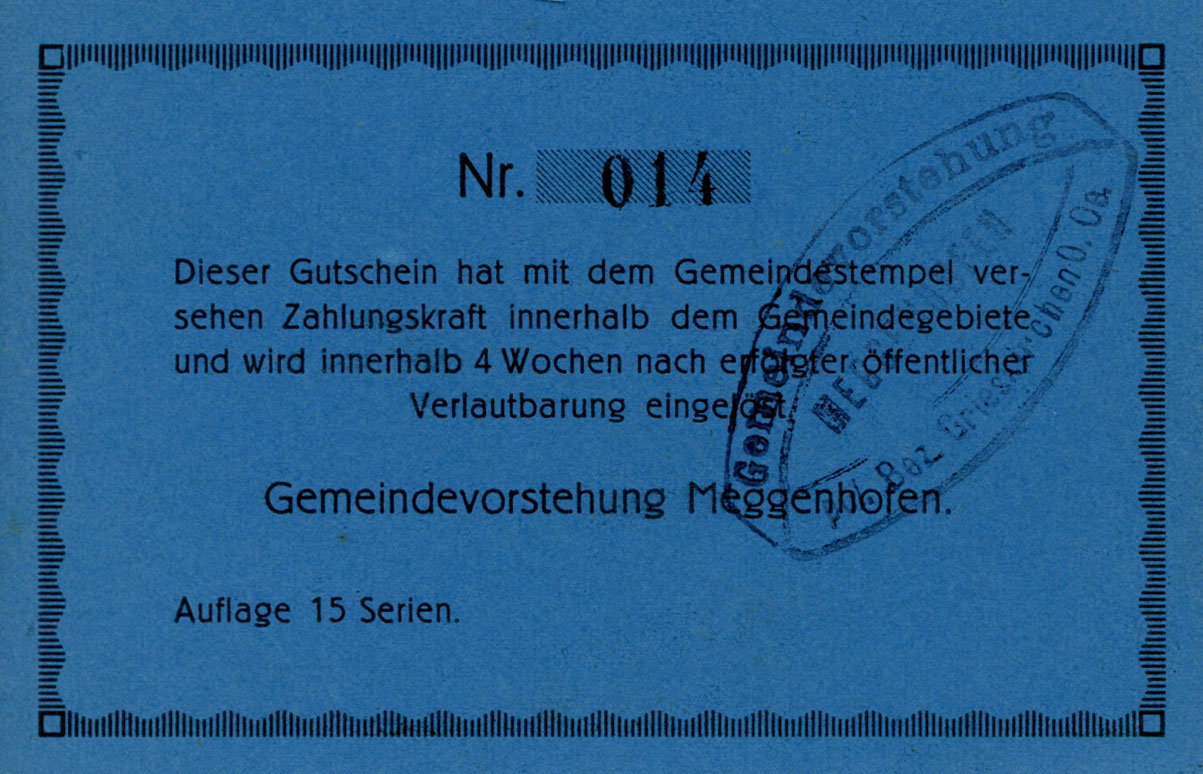 Nr. 014
Dieser Gutschein hat mit dem Gemeindestempel ver-
sehen Zahlungskraft innerhalb dem Gemeindegebiete
und wird innerhalb 4 Wochen nach erfolgter öffentlicher
Verlautbarung eingelöst.
Gemeindevorstehung Meggenhofen.
Auflage 15 Serien.
Gemeindevorstehung
MEGGENHOFEN
Bez. Grieskirchen O. Oe.